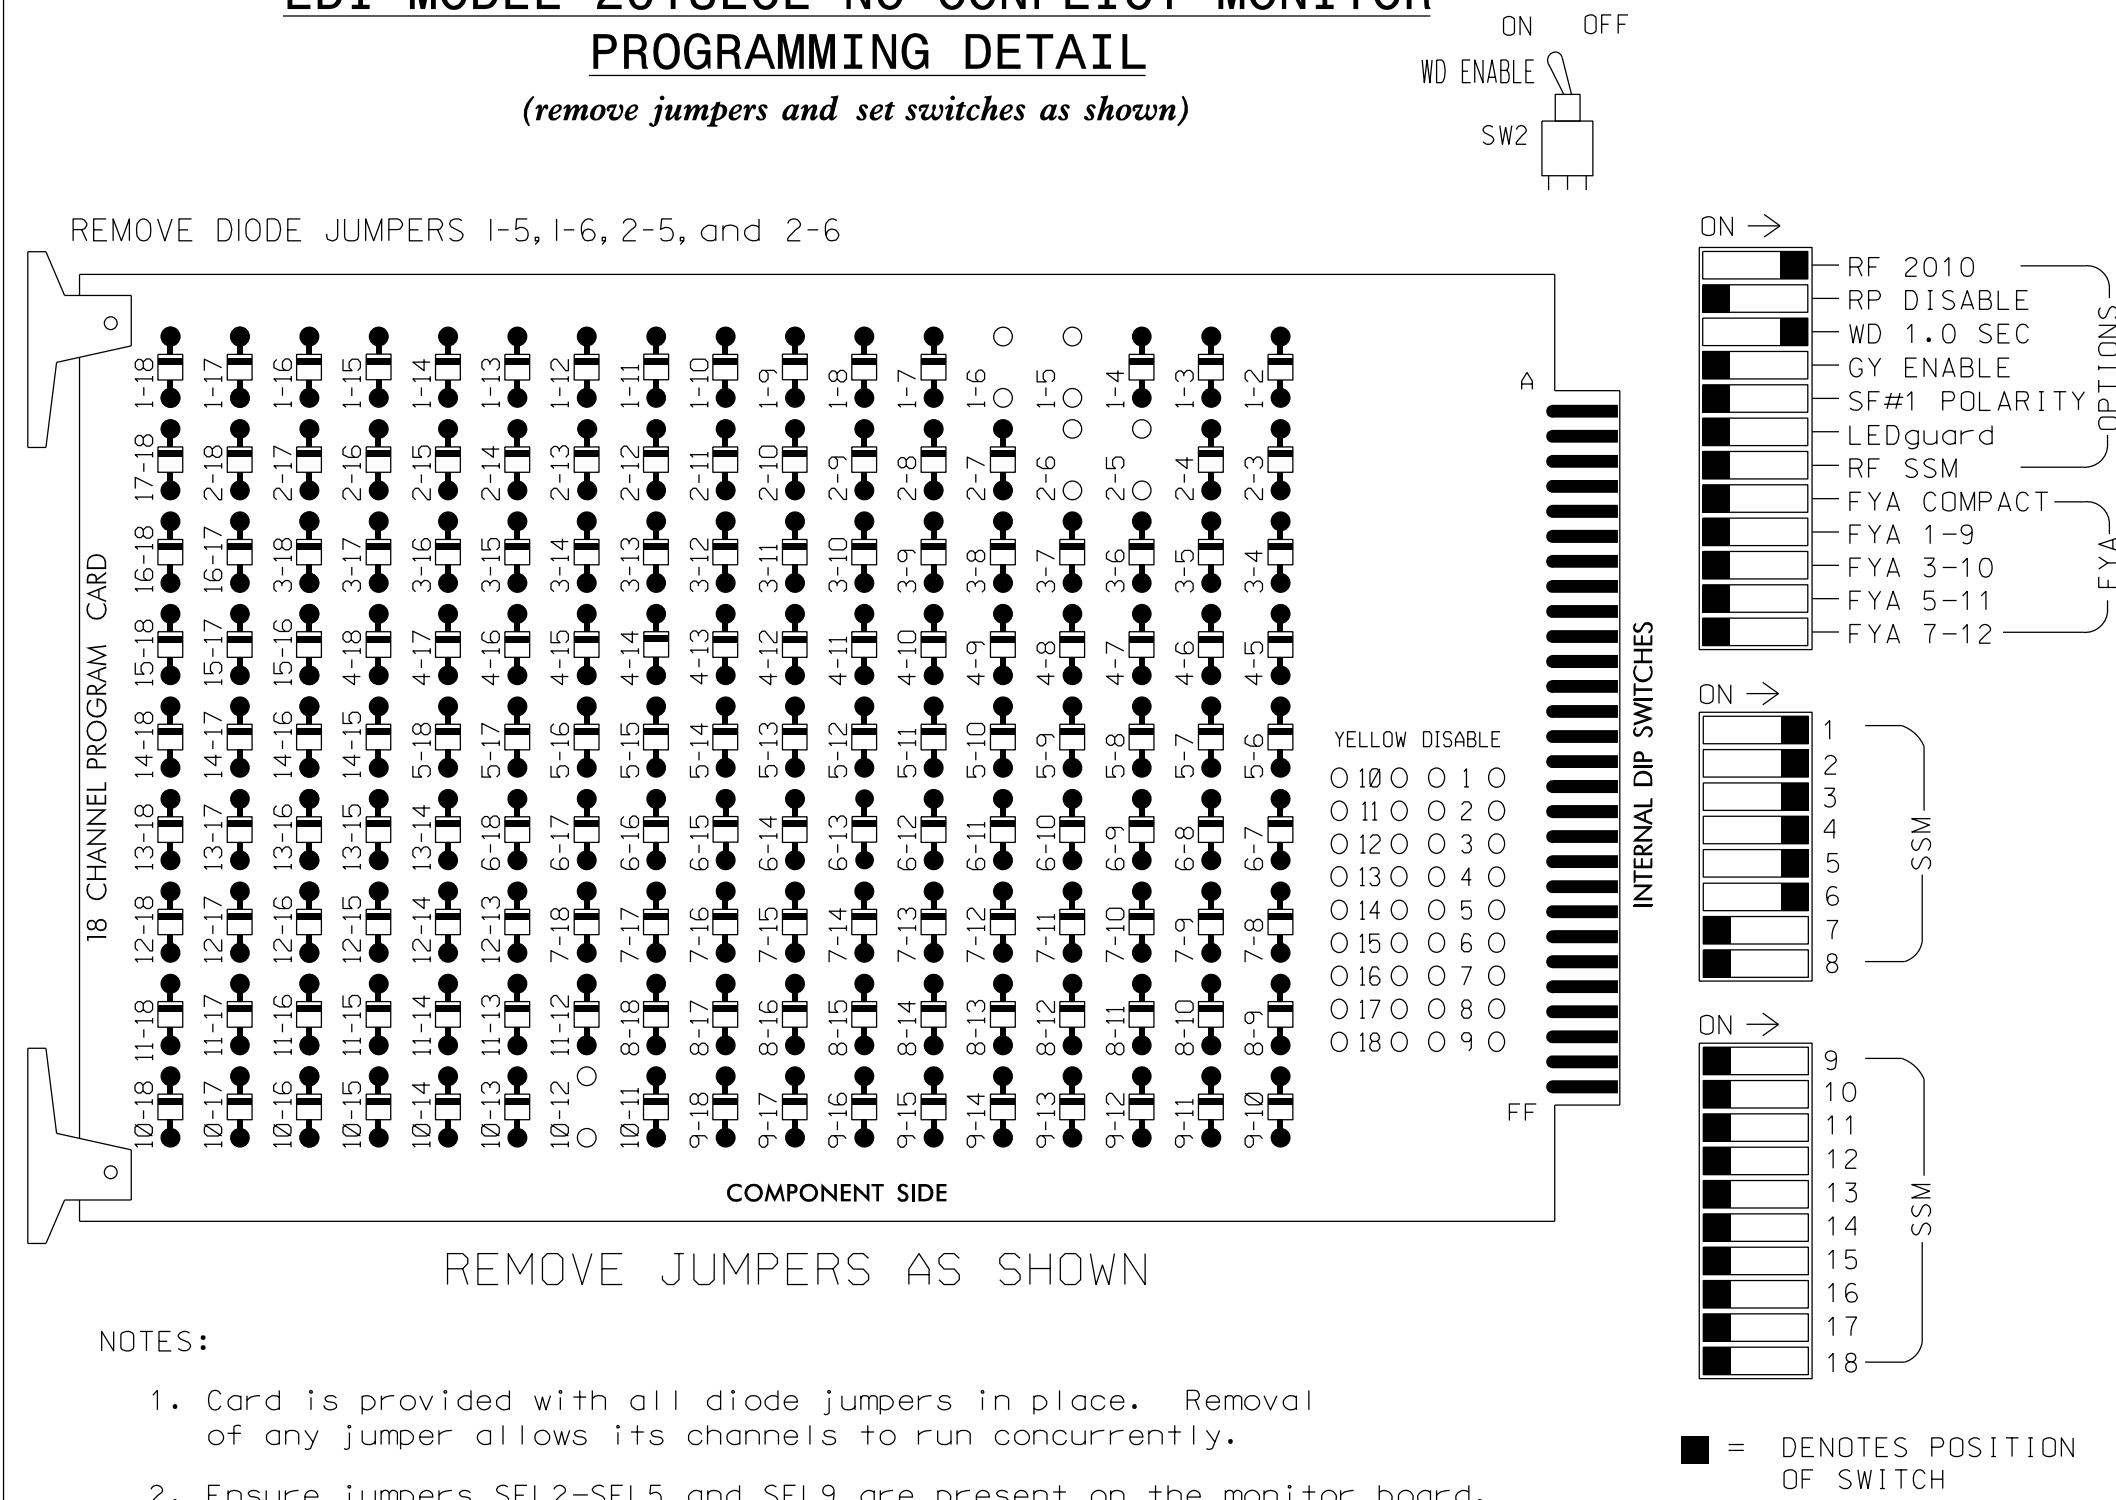 PROGRAMMING DETAIL
(remove jumpers and set switches as shown)
ON OFF
WD ENABLE
SW2
REMOVE DIODE JUMPERS 1-5, 1-6, 2-5, and 2-6
18 CHANNEL PROGRAM CARD
1-18 1-17 1-16 1-15 1-14 1-13 1-12 1-11 1-10 1-9 1-8 1-7 1-6 1-5 1-4 1-3 1-2
17-18 2-18 2-17 2-16 2-15 2-14 2-13 2-12 2-11 2-10 2-9 2-8 2-7 2-6 2-5 2-4 2-3
16-18 16-17 3-18 3-17 3-16 3-15 3-14 3-13 3-12 3-11 3-10 3-9 3-8 3-7 3-6 3-5 3-4
15-18 15-17 15-16 4-18 4-17 4-16 4-15 4-14 4-13 4-12 4-11 4-10 4-9 4-8 4-7 4-6 4-5
14-18 14-17 14-16 14-15 5-18 5-17 5-16 5-15 5-14 5-13 5-12 5-11 5-10 5-9 5-8 5-7 5-6
13-18 13-17 13-16 13-15 13-14 6-18 6-17 6-16 6-15 6-14 6-13 6-12 6-11 6-10 6-9 6-8 6-7
12-18 12-17 12-16 12-15 12-14 12-13 7-18 7-17 7-16 7-15 7-14 7-13 7-12 7-11 7-10 7-9 7-8
11-18 11-17 11-16 11-15 11-14 11-13 11-12 8-18 8-17 8-16 8-15 8-14 8-13 8-12 8-11 8-10 8-9
10-18 10-17 10-16 10-15 10-14 10-13 10-12 10-11 9-18 9-17 9-16 9-15 9-14 9-13 9-12 9-11 9-10
A
YELLOW DISABLE
10 1
11 2
12 3
13 4
14 5
15 6
16 7
17 8
18 9
FF
COMPONENT SIDE
INTERNAL DIP SWITCHES
REMOVE JUMPERS AS SHOWN
ON →
RF 2010
RP DISABLE
WD 1.0 SEC
GY ENABLE
SF#1 POLARITY
LEDguard
RF SSM
OPTIONS
FYA COMPACT
FYA 1-9
FYA 3-10
FYA 5-11
FYA 7-12
FYA
ON →
1
2
3
4
5
6
7
8
SSM
ON →
9
10
11
12
13
14
15
16
17
18
SSM
■ = DENOTES POSITION
OF SWITCH
NOTES:
1. Card is provided with all diode jumpers in place. Removal
of any jumper allows its channels to run concurrently.
2. Ensure jumpers SEL2-SEL5 and SEL9 are present on the monitor board.